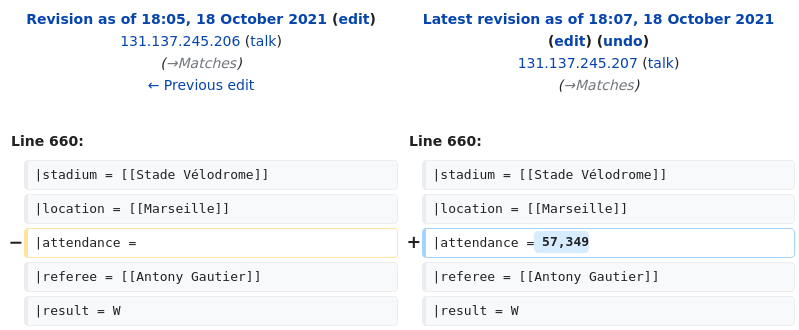 Revision as of 18:05, 18 October 2021 (edit)
131.137.245.206 (talk)
(→Matches)
← Previous edit
Latest revision as of 18:07, 18 October 2021
(edit) (undo)
131.137.245.207 (talk)
(→Matches)
Line 660:
Line 660:
|stadium = [[Stade Vélodrome]]
|stadium = [[Stade Vélodrome]]
|location = [[Marseille]]
|location = [[Marseille]]
− |attendance =
+ |attendance = 57,349
|referee = [[Antony Gautier]]
|referee = [[Antony Gautier]]
|result = W
|result = W